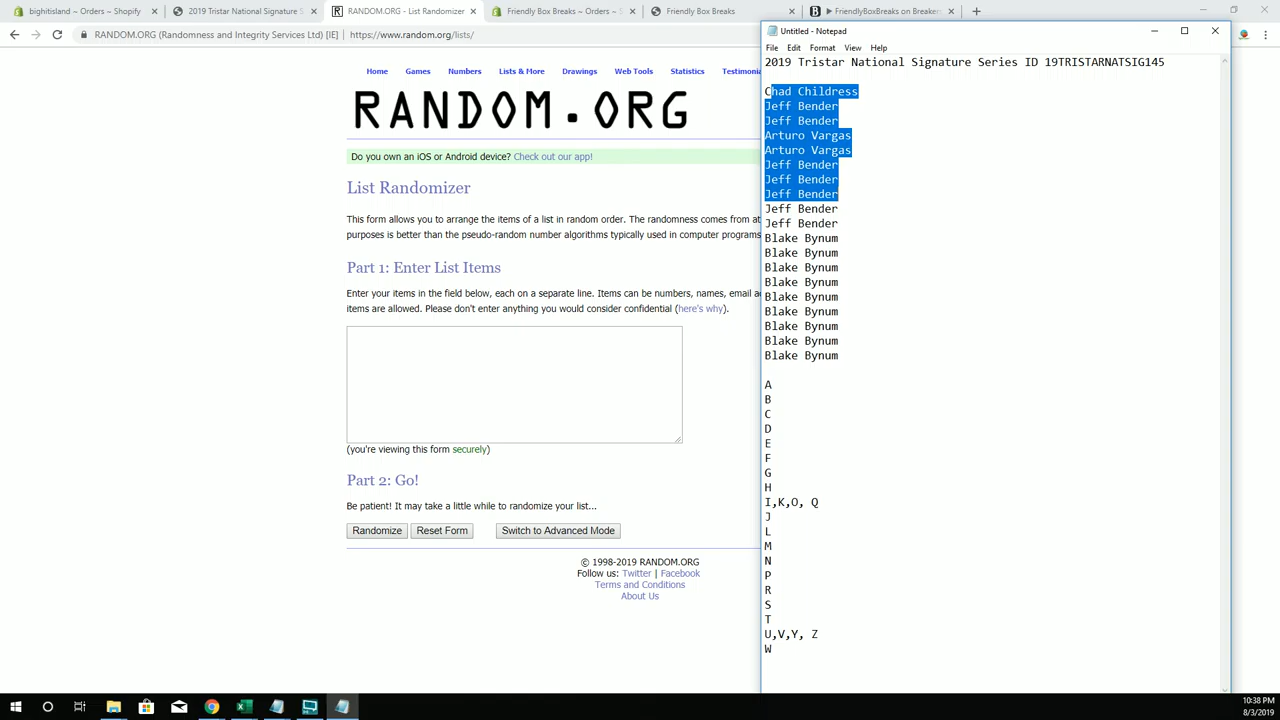 bighitisland ~ Orders ~ Shopify
2019 Tristar National Signature S
RANDOM.ORG - List Randomizer
Friendly Box Breaks ~ Orders ~ S
Friendly Box Breaks
FriendlyBoxBreaks on Breakers
RANDOM.ORG (Randomness and Integrity Services Ltd) [IE] | https://www.random.org/lists/
Home Games Numbers Lists & More Drawings Web Tools Statistics Testimonia
RANDOM.ORG
Do you own an iOS or Android device? Check out our app!
List Randomizer
This form allows you to arrange the items of a list in random order. The randomness comes from at
purposes is better than the pseudo-random number algorithms typically used in computer programs
Part 1: Enter List Items
Enter your items in the field below, each on a separate line. Items can be numbers, names, email ad
items are allowed. Please don't enter anything you would consider confidential (here's why).
(you're viewing this form securely)
Part 2: Go!
Be patient! It may take a little while to randomize your list...
Randomize Reset Form Switch to Advanced Mode
© 1998-2019 RANDOM.ORG
Follow us: Twitter | Facebook
Terms and Conditions
About Us
Untitled - Notepad
File Edit Format View Help
2019 Tristar National Signature Series ID 19TRISTARNATSIG145
Chad Childress
Jeff Bender
Jeff Bender
Arturo Vargas
Arturo Vargas
Jeff Bender
Jeff Bender
Jeff Bender
Jeff Bender
Jeff Bender
Blake Bynum
Blake Bynum
Blake Bynum
Blake Bynum
Blake Bynum
Blake Bynum
Blake Bynum
Blake Bynum
Blake Bynum
A
B
C
D
E
F
G
H
I,K,O, Q
J
L
M
N
P
R
S
T
U,V,Y, Z
W
10:38 PM
8/3/2019